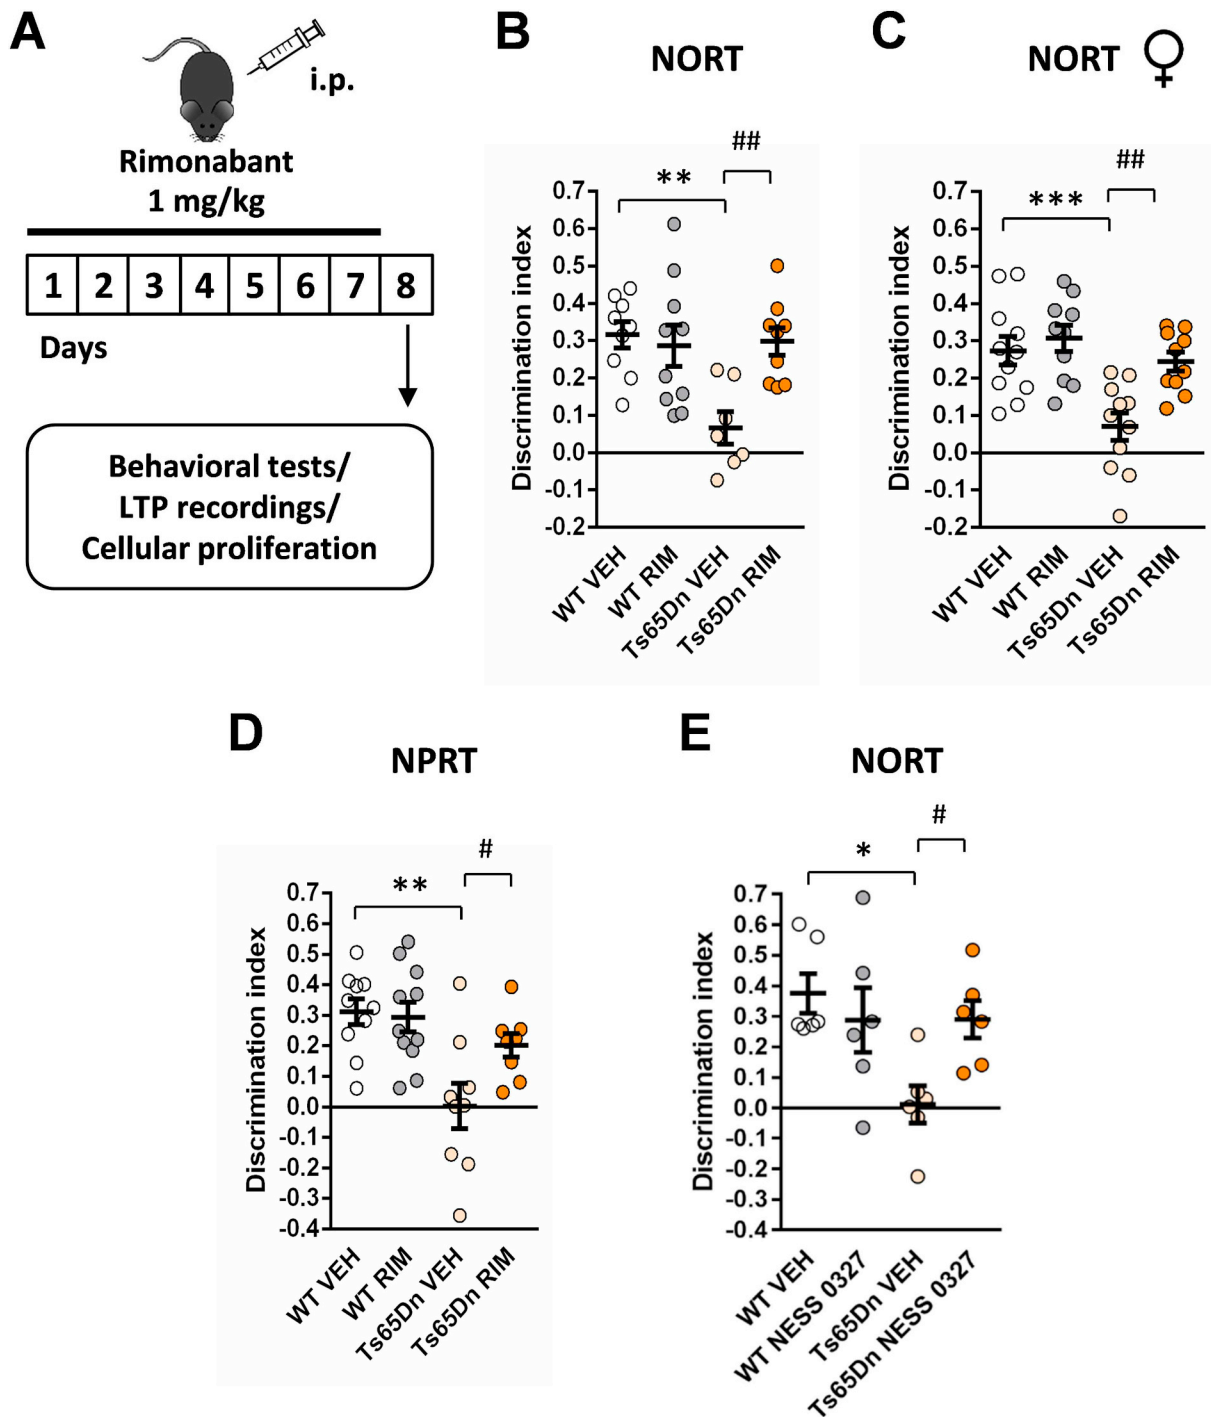 A
i.p.
Rimonabant
1 mg/kg
1 2 3 4 5 6 7 8
Days
Behavioral tests/
LTP recordings/
Cellular proliferation
B
NORT
##
**
Discrimination index
0.7
0.6
0.5
0.4
0.3
0.2
0.1
0.0
-0.1
-0.2
WT VEH
WT RIM
Ts65Dn VEH
Ts65Dn RIM
C
NORT ♀
##
***
Discrimination index
0.7
0.6
0.5
0.4
0.3
0.2
0.1
0.0
-0.1
-0.2
WT VEH
WT RIM
Ts65Dn VEH
Ts65Dn RIM
D
NPRT
#
**
Discrimination index
0.7
0.6
0.5
0.4
0.3
0.2
0.1
0.0
-0.1
-0.2
-0.3
-0.4
WT VEH
WT RIM
Ts65Dn VEH
Ts65Dn RIM
E
NORT
#
*
Discrimination index
0.7
0.6
0.5
0.4
0.3
0.2
0.1
0.0
-0.1
-0.2
-0.3
-0.4
WT VEH
WT NESS 0327
Ts65Dn VEH
Ts65Dn NESS 0327